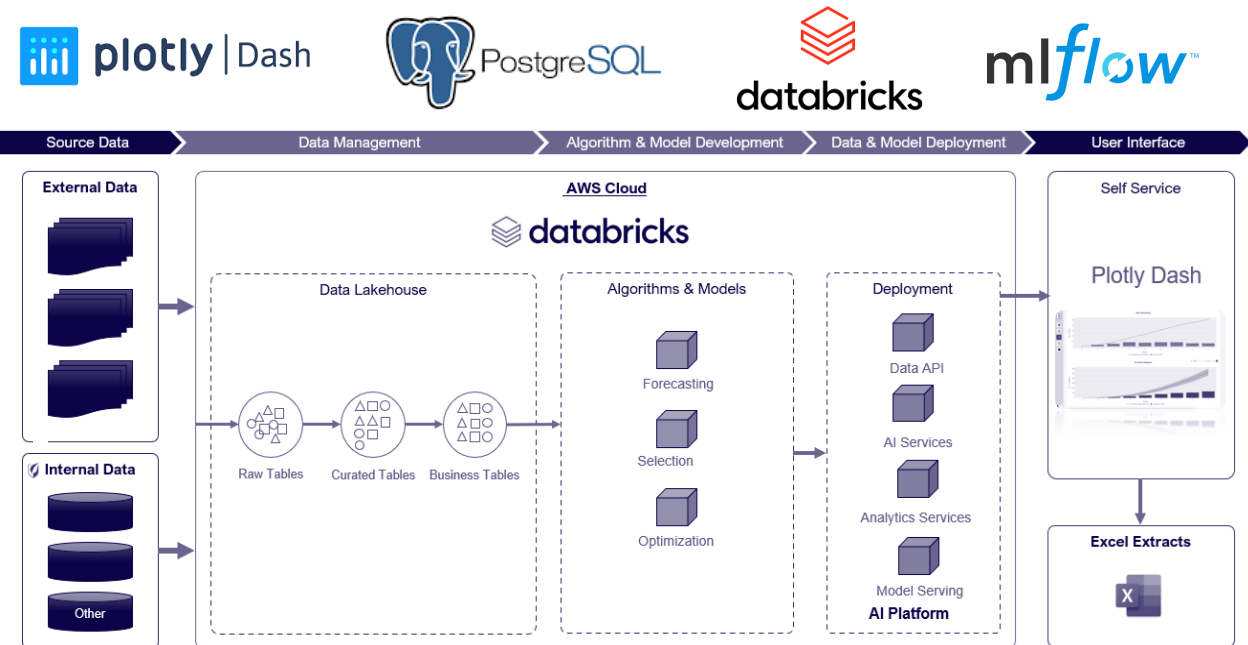 plotly | Dash
PostgreSQL
databricks
mlflow™
Source Data
Data Management
Algorithm & Model Development
Data & Model Deployment
User Interface
External Data
Internal Data
Other
AWS Cloud
databricks
Data Lakehouse
Raw Tables
Curated Tables
Business Tables
Algorithms & Models
Forecasting
Selection
Optimization
Deployment
Data API
AI Services
Analytics Services
Model Serving
AI Platform
Self Service
Plotly Dash
Excel Extracts
X